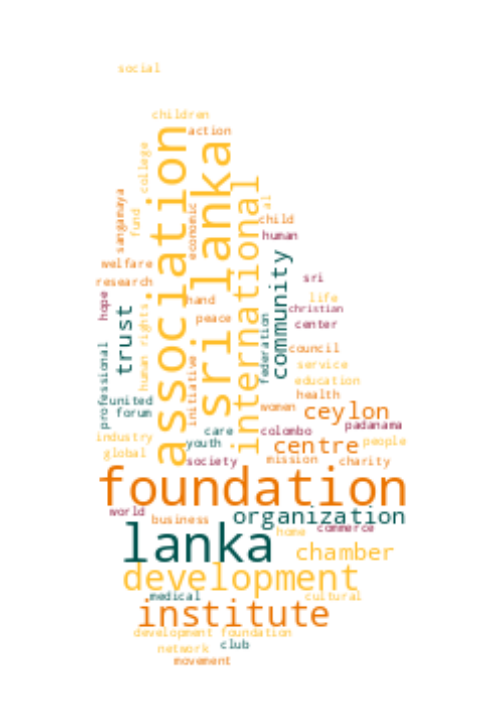 social
children
action
college
association
sri lanka
international
al
fund
economic
sangamaya
child
human
welfare
research
community
sri
hope
hand
life
christian
trust
human rights
peace
federation
center
professional
initiative
council
service
education
health
united
forum
women
ceylon
padanama
care
colombo
industry
youth
centre
people
global
society
mission
charity
foundation
world
business
organization
commerce
lanka
home
chamber
development
medical
cultural
institute
development foundation
club
network
movement